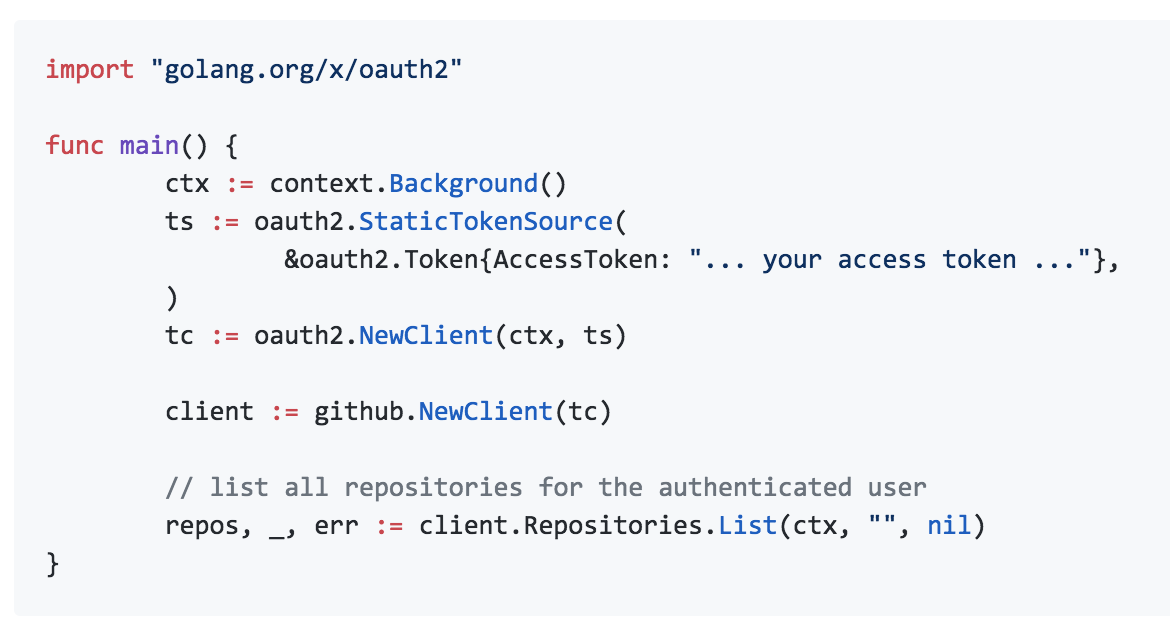 import "golang.org/x/oauth2"

func main() {
        ctx := context.Background()
        ts := oauth2.StaticTokenSource(
                &oauth2.Token{AccessToken: "... your access token ..."},
        )
        tc := oauth2.NewClient(ctx, ts)

        client := github.NewClient(tc)

        // list all repositories for the authenticated user
        repos, _, err := client.Repositories.List(ctx, "", nil)
}